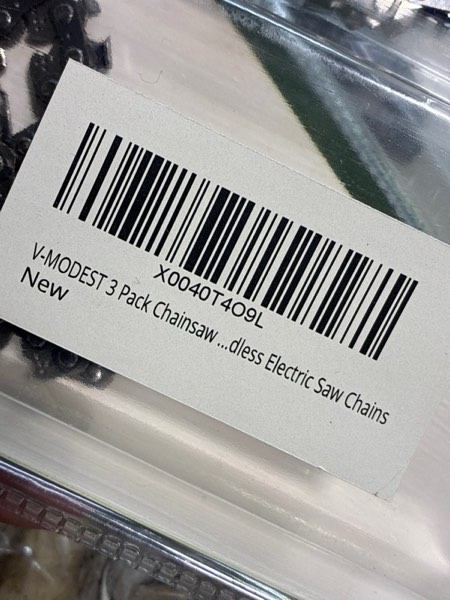 X0040T4O9L
V-MODEST 3 Pack Chainsaw ...dless Electric Saw Chains
New